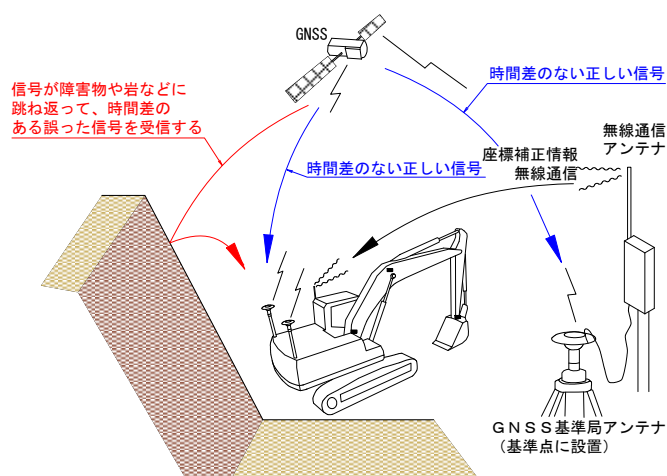 GNSS
信号が障害物や岩などに
跳ね返って、時間差の
ある誤った信号を受信する
時間差のない正しい信号
無線通信
アンテナ
座標補正情報
無線通信
時間差のない正しい信号
ＧＮＳＳ基準局アンテナ
（基準点に設置）